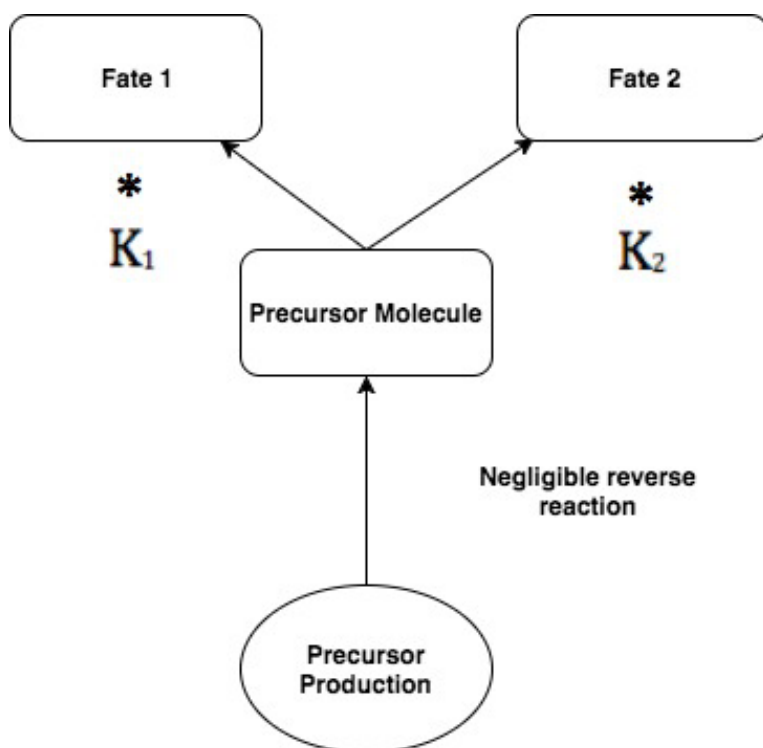 Fate 1
Fate 2
*
K₁
*
K₂
Precursor Molecule
Negligible reverse
reaction
Precursor
Production